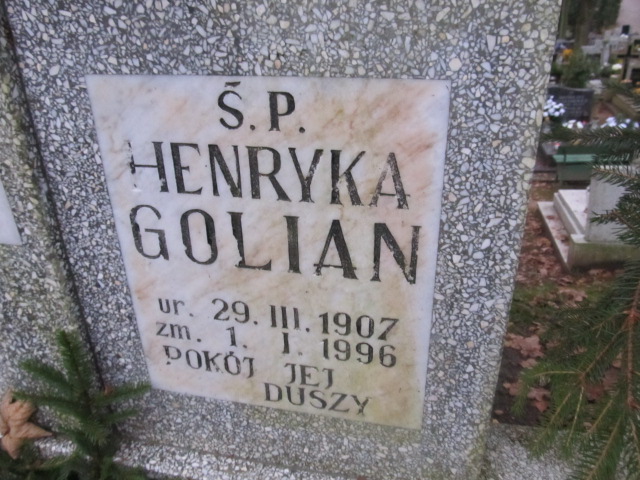 Ś.P.
HENRYKA
GOLIAN
ur. 29. III. 1907
zm. 1. I. 1996
POKÓJ JEJ
DUSZY